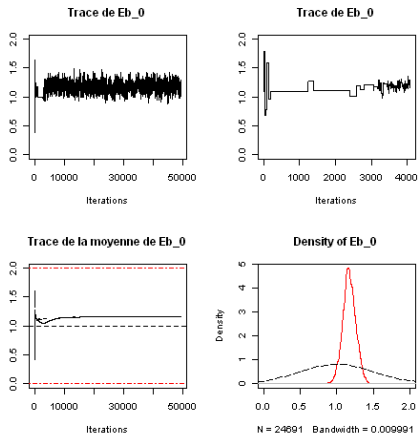 Trace de Eb_0
2.0
1.5
1.0
0.5
0.0
0 10000 30000 50000
Iterations
Trace de Eb_0
2.0
1.5
1.0
0.5
0.0
0 1000 2000 3000 4000
Iterations
Trace de la moyenne de Eb_0
2.0
1.5
1.0
0.5
0.0
0 10000 30000 50000
Iterations
Density of Eb_0
Density
5
4
3
2
1
0
0.0 0.5 1.0 1.5 2.0
N = 24691 Bandwidth = 0.009991